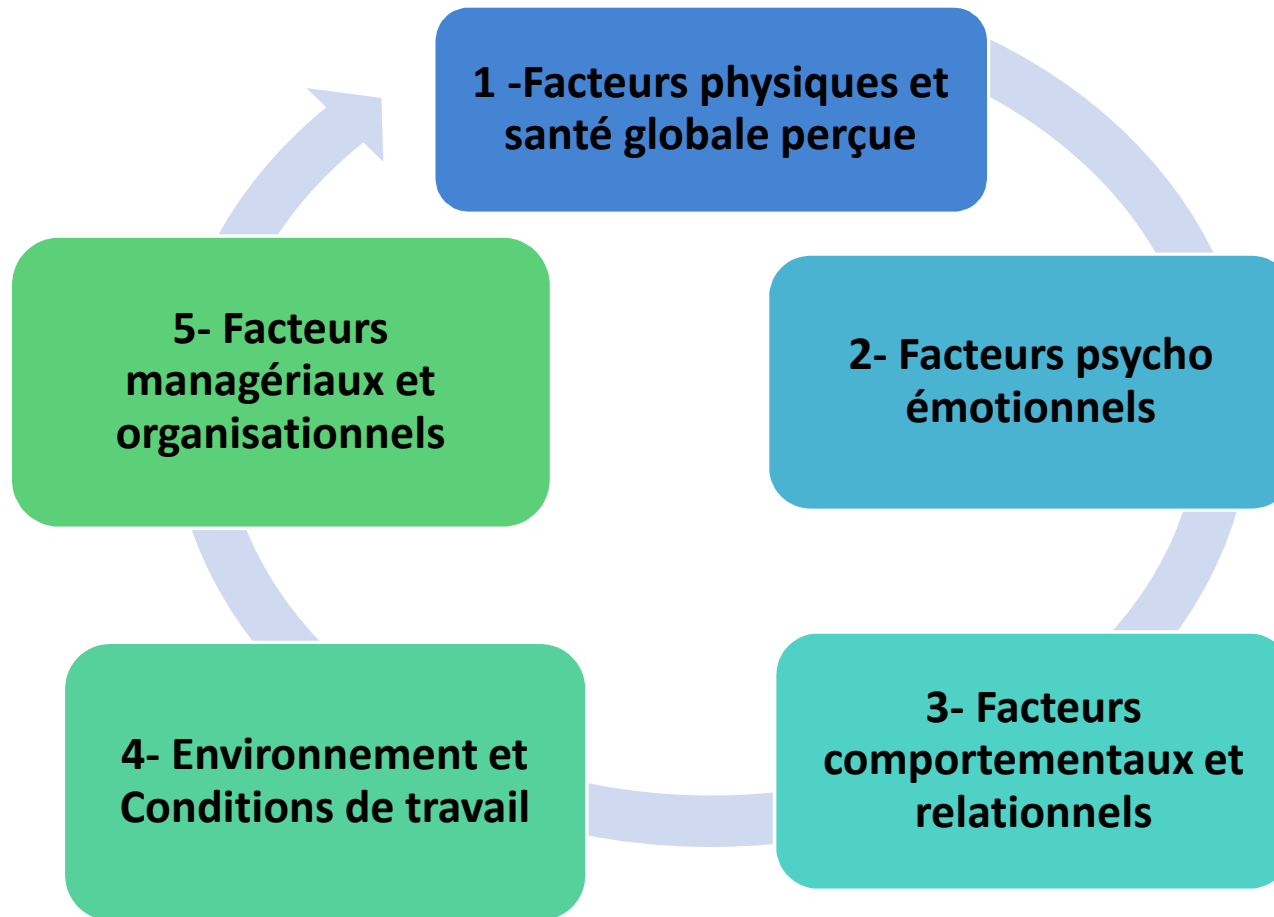 1 -Facteurs physiques et
santé globale perçue
2- Facteurs psycho
émotionnels
3- Facteurs
comportementaux et
relationnels
4- Environnement et
Conditions de travail
5- Facteurs
managériaux et
organisationnels